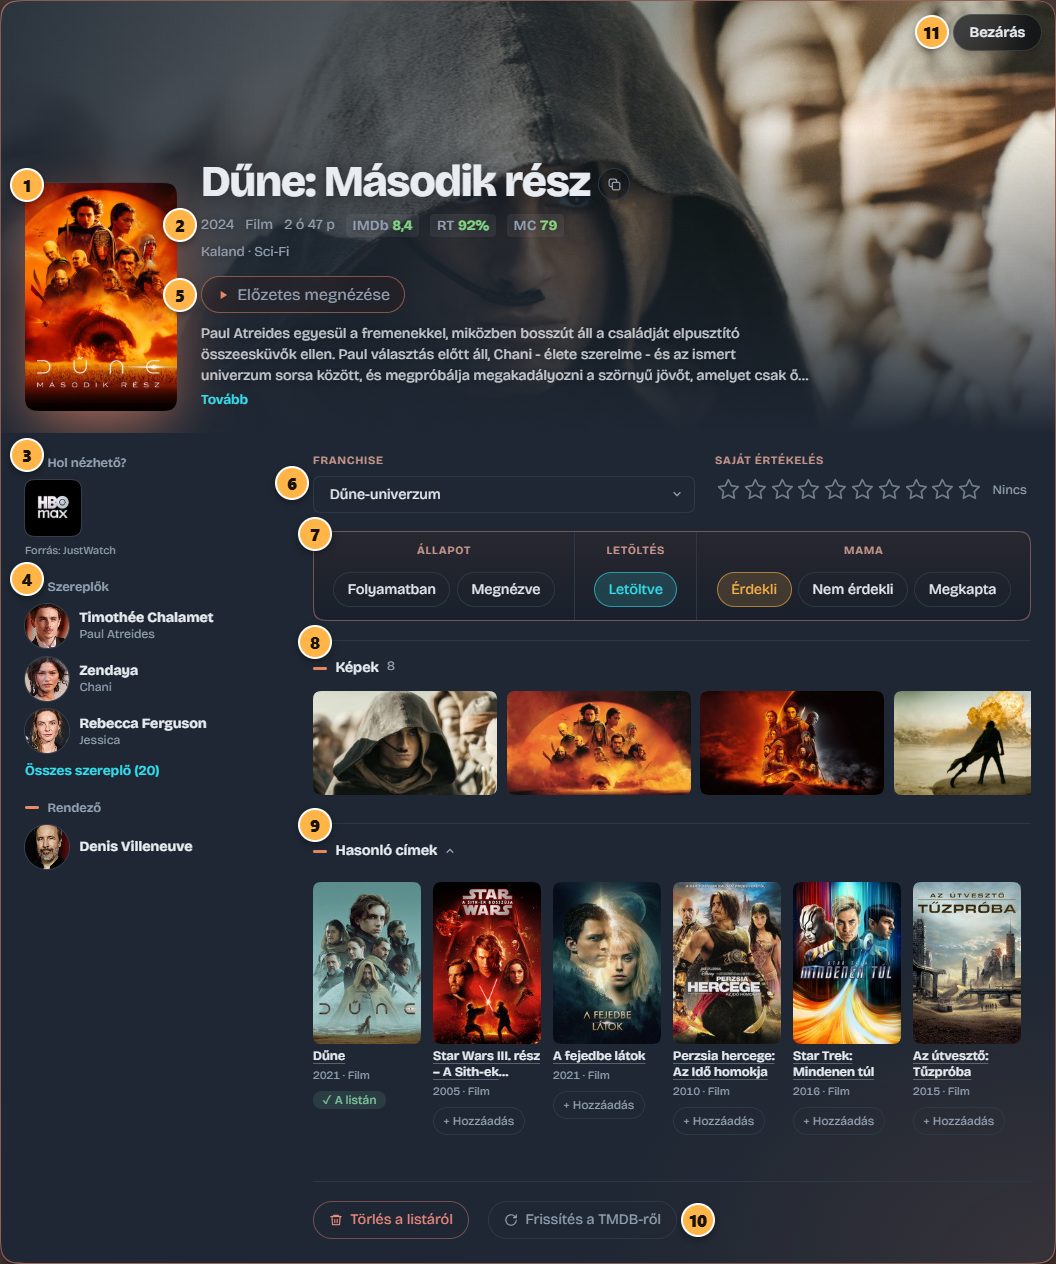 11
Bezárás
1
Dűne: Második rész
2
2024 Film 2 ó 47 p IMDb 8,4 RT 92% MC 79
Kaland · Sci-Fi
5
Előzetes megnézése
Paul Atreides egyesül a fremenekkel, miközben bosszút áll a családját elpusztító
összeesküvők ellen. Paul választás előtt áll, Chani - élete szerelme - és az ismert
univerzum sorsa között, és megpróbálja megakadályozni a szörnyű jövőt, amelyet csak ő...
Tovább
DŰNE
MÁSODIK RÉSZ
3
Hol nézhető?
HBO
max
Forrás: JustWatch
4
Szereplők
Timothée Chalamet
Paul Atreides
Zendaya
Chani
Rebecca Ferguson
Jessica
Összes szereplő (20)
Rendező
Denis Villeneuve
FRANCHISE
6
Dűne-univerzum
SAJÁT ÉRTÉKELÉS
Nincs
7
ÁLLAPOT
Folyamatban Megnézve
LETÖLTÉS
Letöltve
MAMA
Érdekli Nem érdekli Megkapta
8
Képek 8
9
Hasonló címek
DŰNE
Dűne
2021 · Film
✓ A listán
STAR
A SITH-EK BOSSZÚJA
WARS
Star Wars III. rész
– A Sith-ek...
2005 · Film
+ Hozzáadás
A FEJEDBE
LÁTOK
A fejedbe látok
2021 · Film
+ Hozzáadás
PERZSIA
HERCEGE
AZ IDŐ HOMOKJA
Perzsia hercege:
Az Idő homokja
2010 · Film
+ Hozzáadás
STAR TREK
MINDENEN TÚL
Star Trek:
Mindenen túl
2016 · Film
+ Hozzáadás
AZ ÚTVESZTŐ
TŰZPRÓBA
Az útvesztő:
Tűzpróba
2015 · Film
+ Hozzáadás
Törlés a listáról
Frissítés a TMDB-ről
10